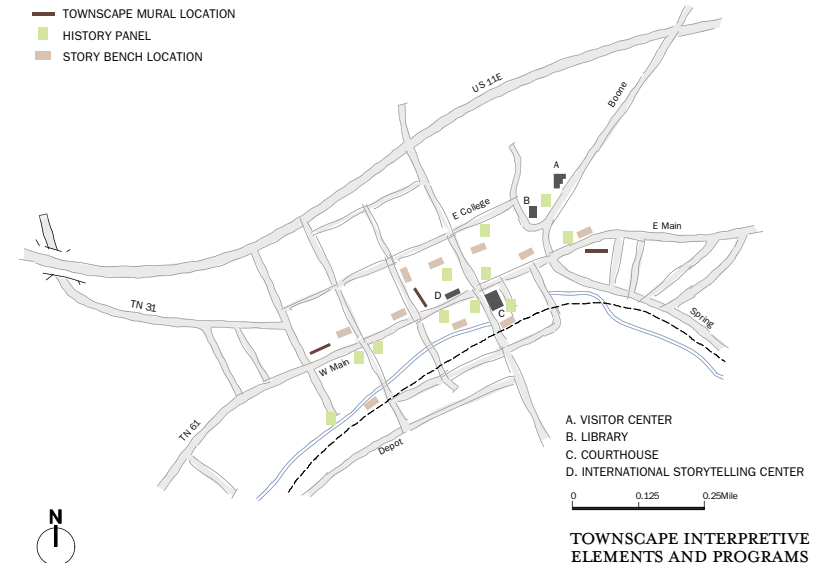 TOWNSCAPE MURAL LOCATION
HISTORY PANEL
STORY BENCH LOCATION
US 11E
Boone
A
B
E College
E Main
D
C
TN 31
Spring
W Main
TN 61
Depot
A. VISITOR CENTER
B. LIBRARY
C. COURTHOUSE
D. INTERNATIONAL STORYTELLING CENTER
0 0.125 0.25Mile
N
TOWNSCAPE INTERPRETIVE
ELEMENTS AND PROGRAMS